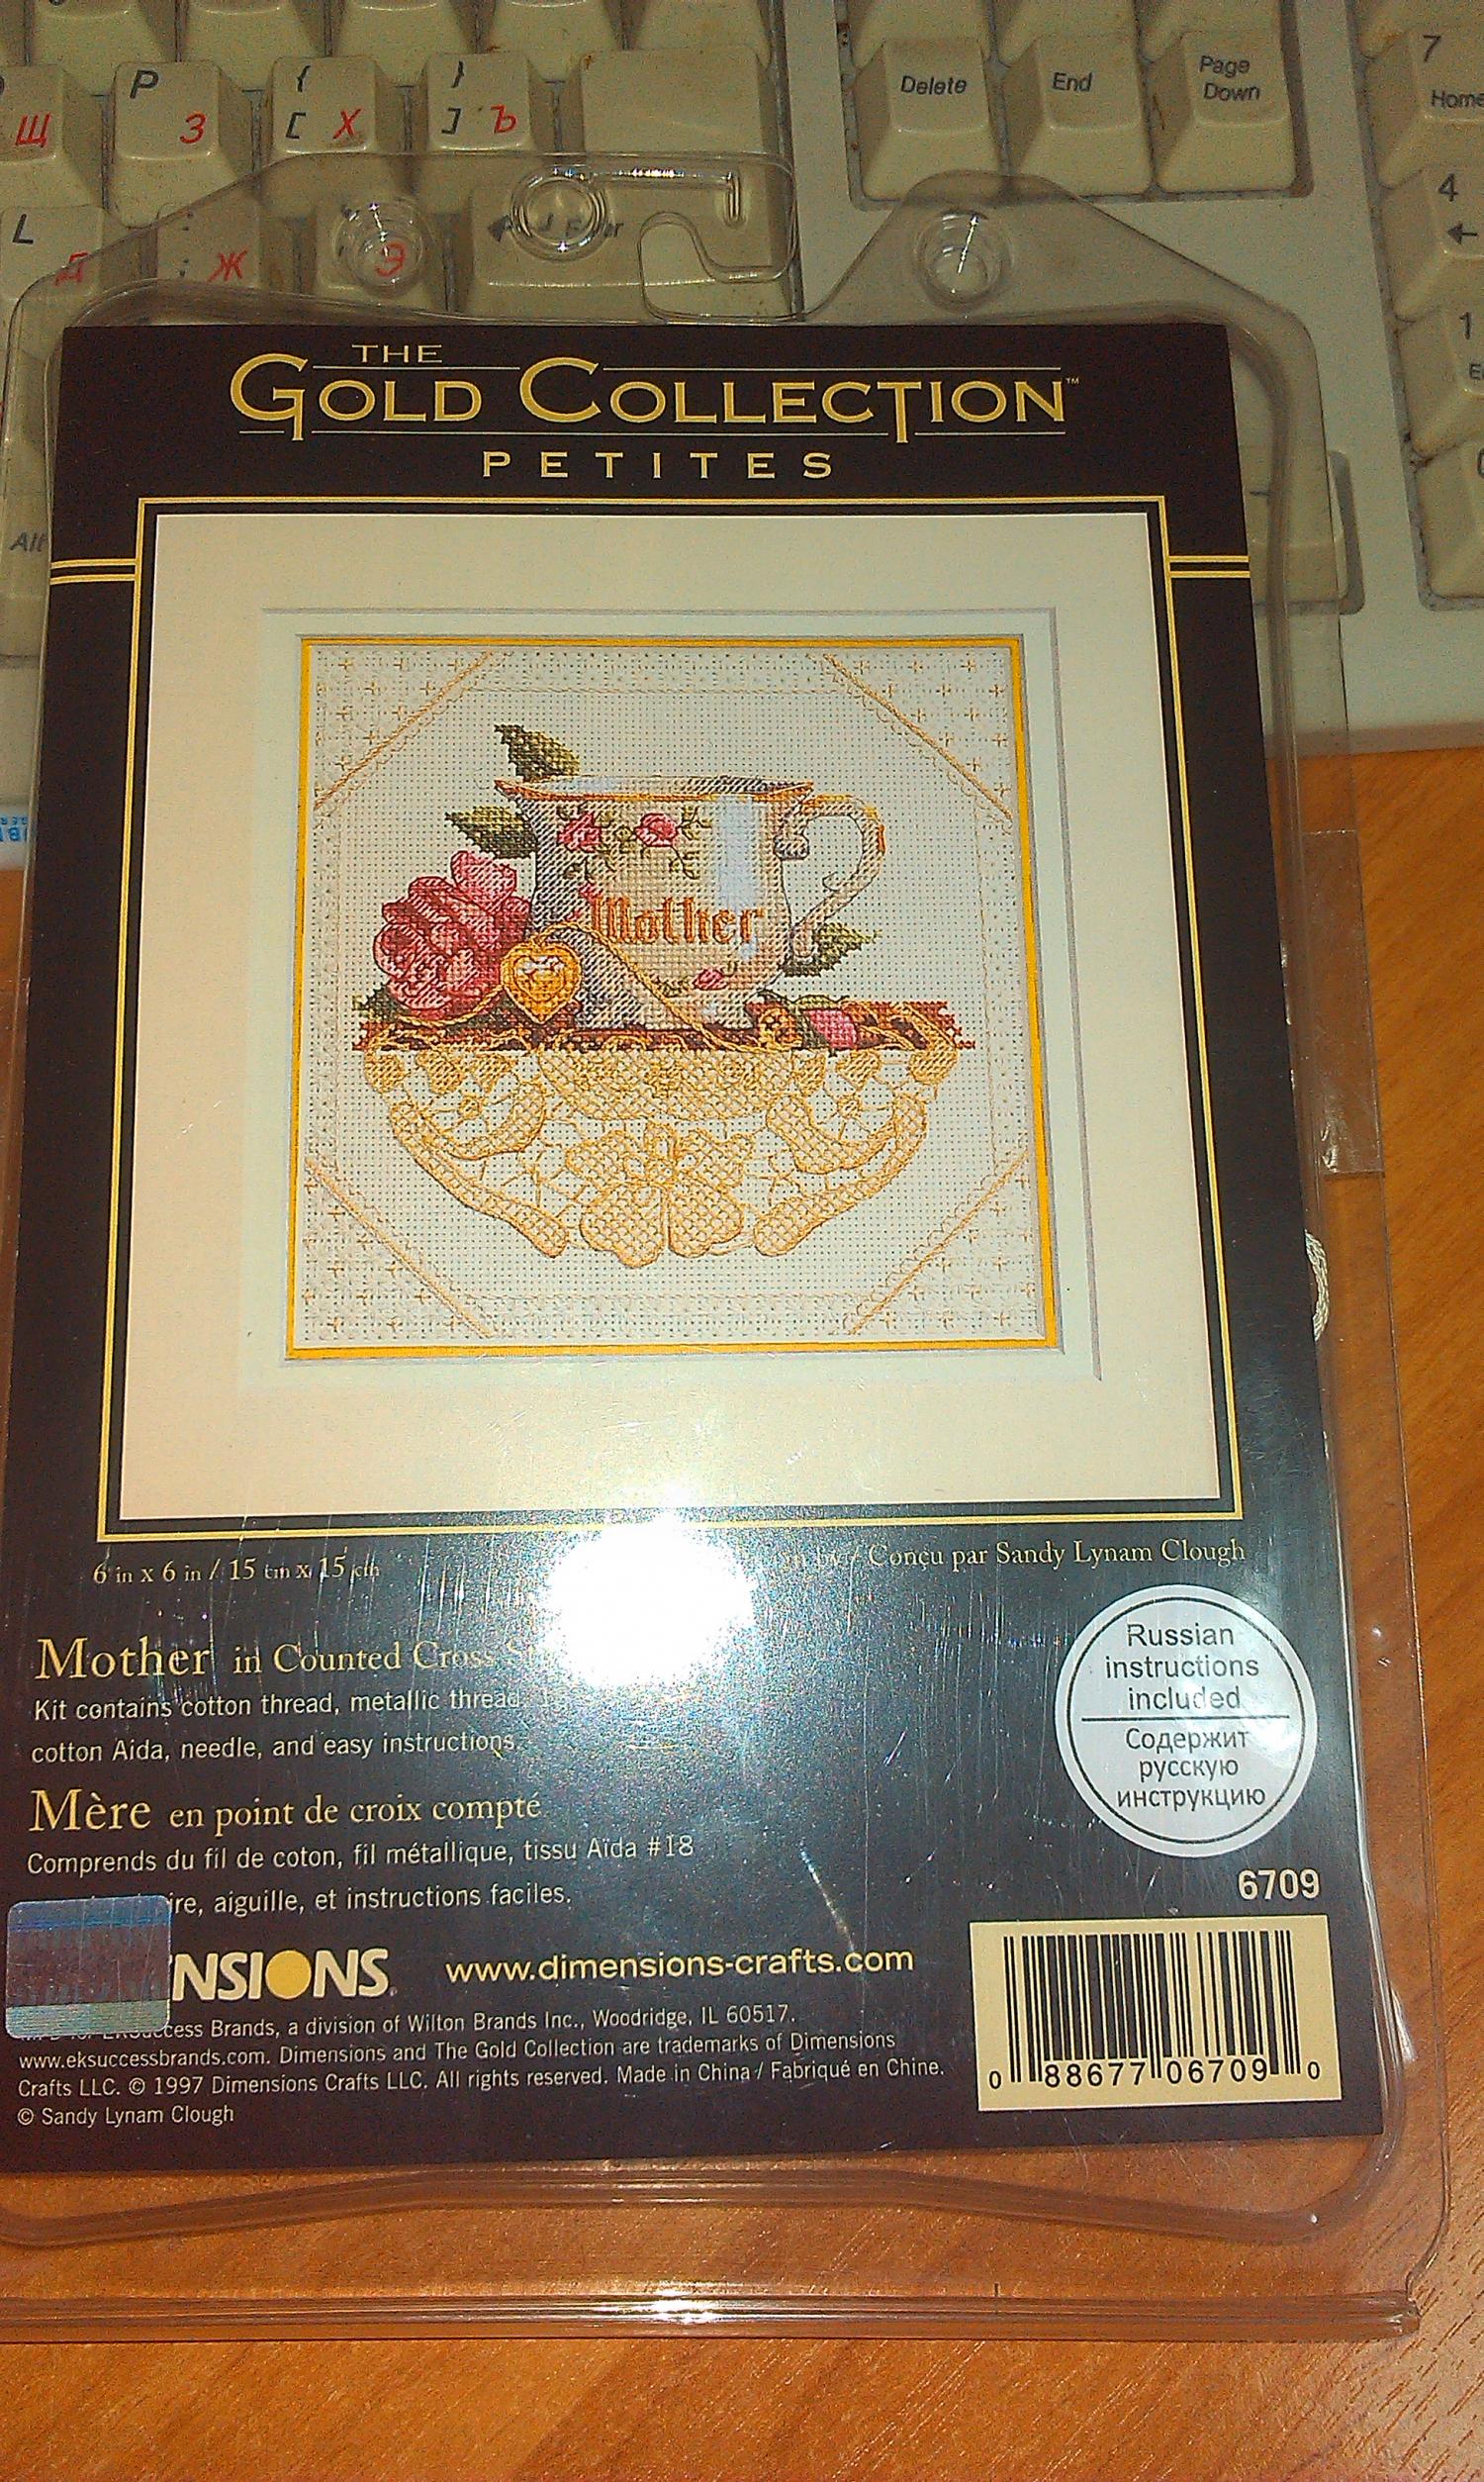 P
Щ З
{ [ Х
} ] Ъ
Delete
End
Page
Down
7
Home
L
Д
: ; Ж
Э
4
←
1
Alt
THE
GOLD COLLECTION™
PETITES
Mother
6 in x 6 in / 15 cm x 15 cm
/ Conçu par Sandy Lynam Clough
Mother in Counted Cross
Kit contains cotton thread, metallic thread
cotton Aida, needle, and easy instructions.
Mère en point de croix compté
Comprends du fil de coton, fil métallique, tissu Aïda #18
aiguille, et instructions faciles.
Russian
instructions
included
Содержит
русскую
инструкцию
6709
NSIONS
www.dimensions-crafts.com
Brands, a division of Wilton Brands Inc., Woodridge, IL 60517.
www.eksuccessbrands.com. Dimensions and The Gold Collection are trademarks of Dimensions
Crafts LLC. © 1997 Dimensions Crafts LLC. All rights reserved. Made in China / Fabriqué en Chine.
© Sandy Lynam Clough
0 88677 06709 0